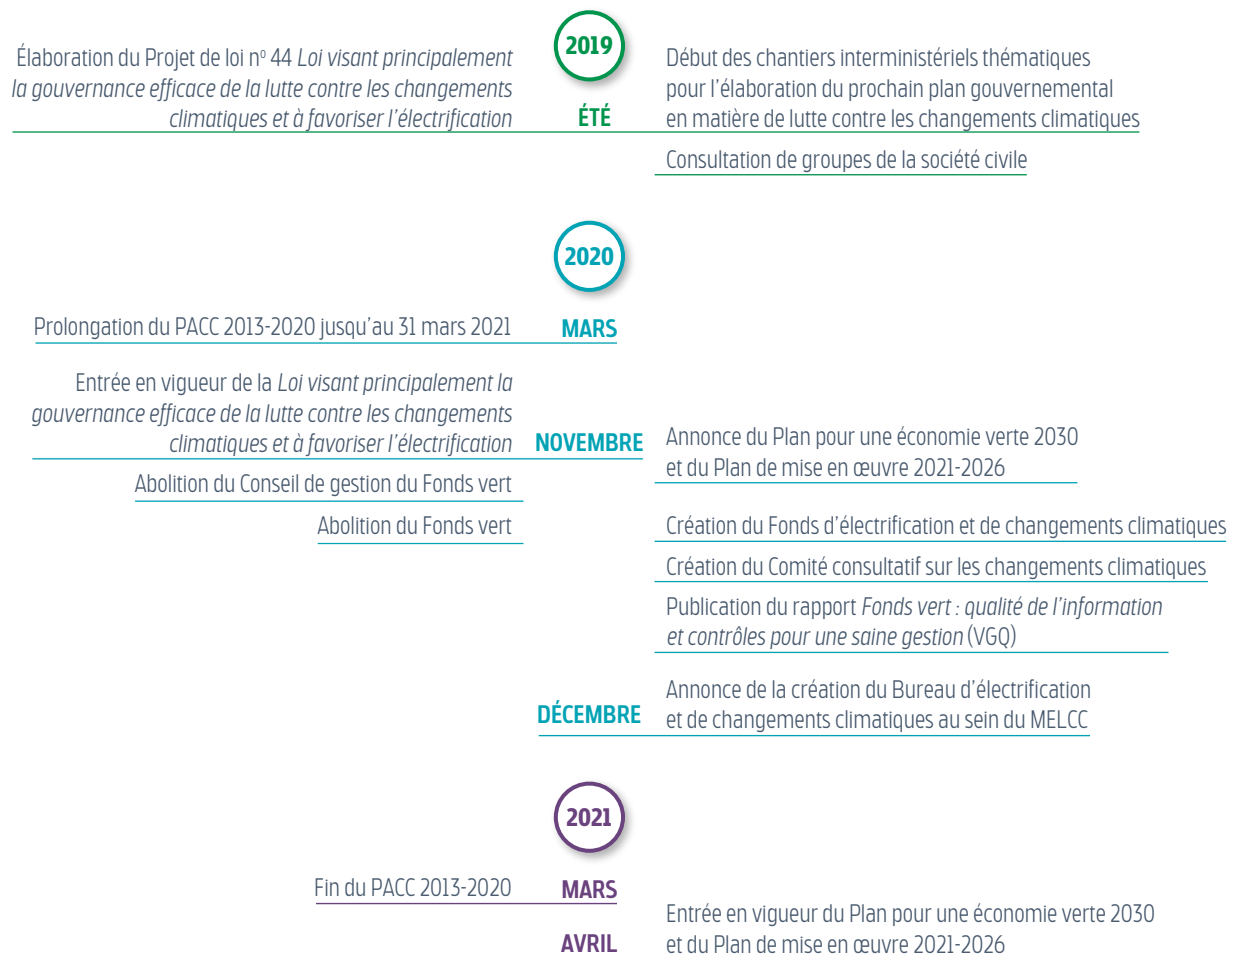 2019
Élaboration du Projet de loi nº 44 Loi visant principalement
la gouvernance efficace de la lutte contre les changements
climatiques et à favoriser l'électrification
ÉTÉ
Début des chantiers interministériels thématiques
pour l'élaboration du prochain plan gouvernemental
en matière de lutte contre les changements climatiques
Consultation de groupes de la société civile
2020
Prolongation du PACC 2013-2020 jusqu'au 31 mars 2021
MARS
Entrée en vigueur de la Loi visant principalement la
gouvernance efficace de la lutte contre les changements
climatiques et à favoriser l'électrification
Abolition du Conseil de gestion du Fonds vert
Abolition du Fonds vert
NOVEMBRE
Annonce du Plan pour une économie verte 2030
et du Plan de mise en œuvre 2021-2026
Création du Fonds d'électrification et de changements climatiques
Création du Comité consultatif sur les changements climatiques
Publication du rapport Fonds vert : qualité de l'information
et contrôles pour une saine gestion (VGQ)
DÉCEMBRE
Annonce de la création du Bureau d'électrification
et de changements climatiques au sein du MELCC
2021
Fin du PACC 2013-2020
MARS
AVRIL
Entrée en vigueur du Plan pour une économie verte 2030
et du Plan de mise en œuvre 2021-2026